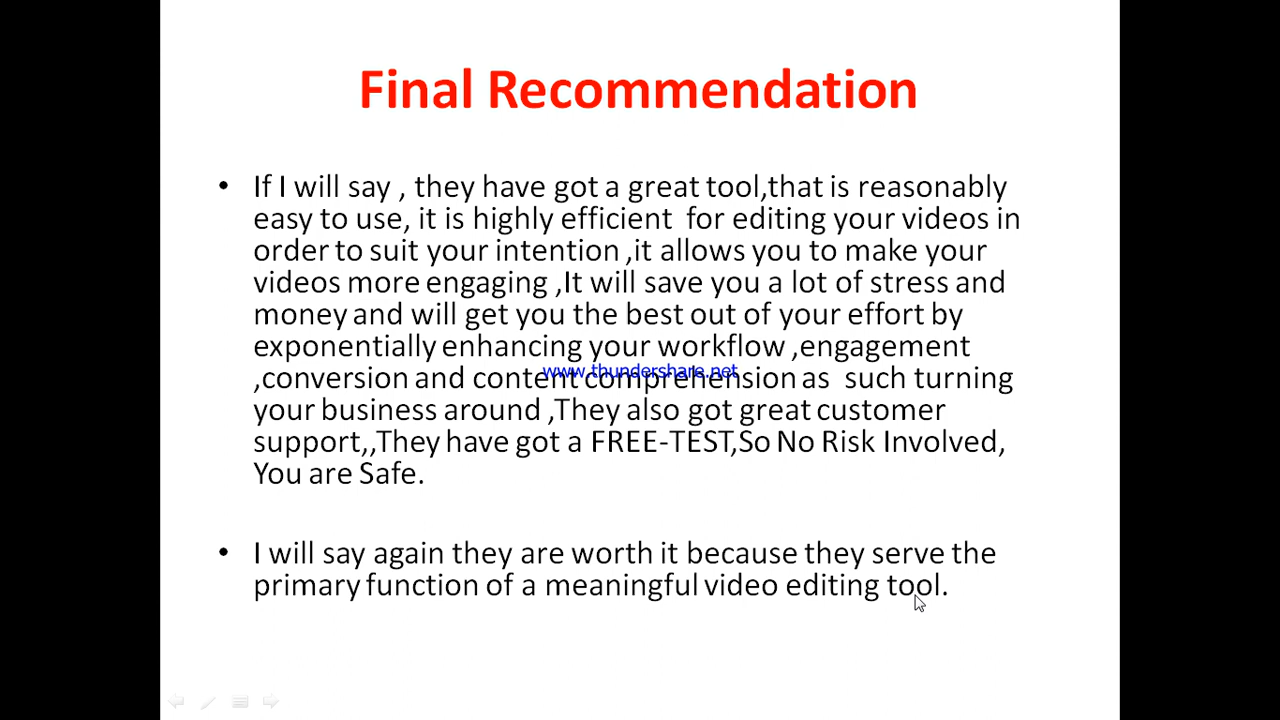 Final Recommendation
• If I will say , they have got a great tool,that is reasonably
easy to use, it is highly efficient  for editing your videos in
order to suit your intention ,it allows you to make your
videos more engaging ,It will save you a lot of stress and
money and will get you the best out of your effort by
exponentially enhancing your workflow ,engagement
www.thundershare.net
,conversion and content comprehension as  such turning
your business around ,They also got great customer
support,,They have got a FREE-TEST,So No Risk Involved,
You are Safe.
• I will say again they are worth it because they serve the
primary function of a meaningful video editing tool.